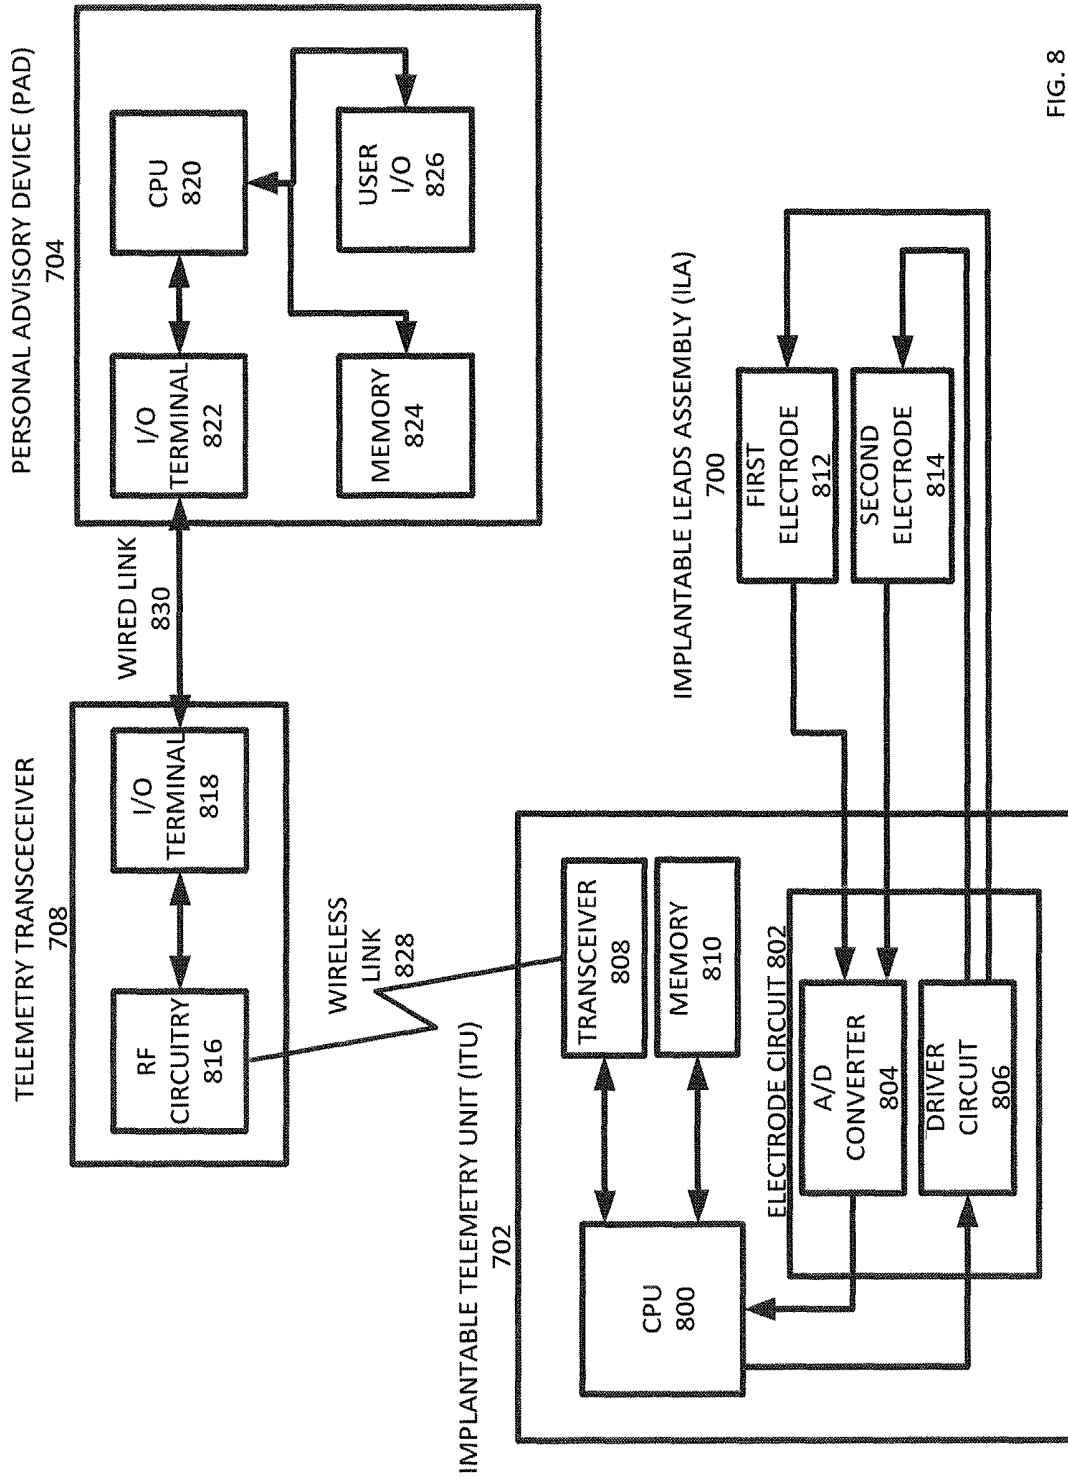 TELEMETRY TRANSCECEIVER
708
RF
CIRCUITRY
816
I/O
TERMINAL
818
WIRED LINK
830
PERSONAL ADVISORY DEVICE (PAD)
704
I/O
TERMINAL
822
CPU
820
MEMORY
824
USER
I/O
826
WIRELESS
LINK
828
IMPLANTABLE TELEMETRY UNIT (ITU)
702
CPU
800
TRANSCEIVER
808
MEMORY
810
ELECTRODE CIRCUIT 802
A/D
CONVERTER
804
DRIVER
CIRCUIT
806
IMPLANTABLE LEADS ASSEMBLY (ILA)
700
FIRST
ELECTRODE
812
SECOND
ELECTRODE
814
FIG. 8